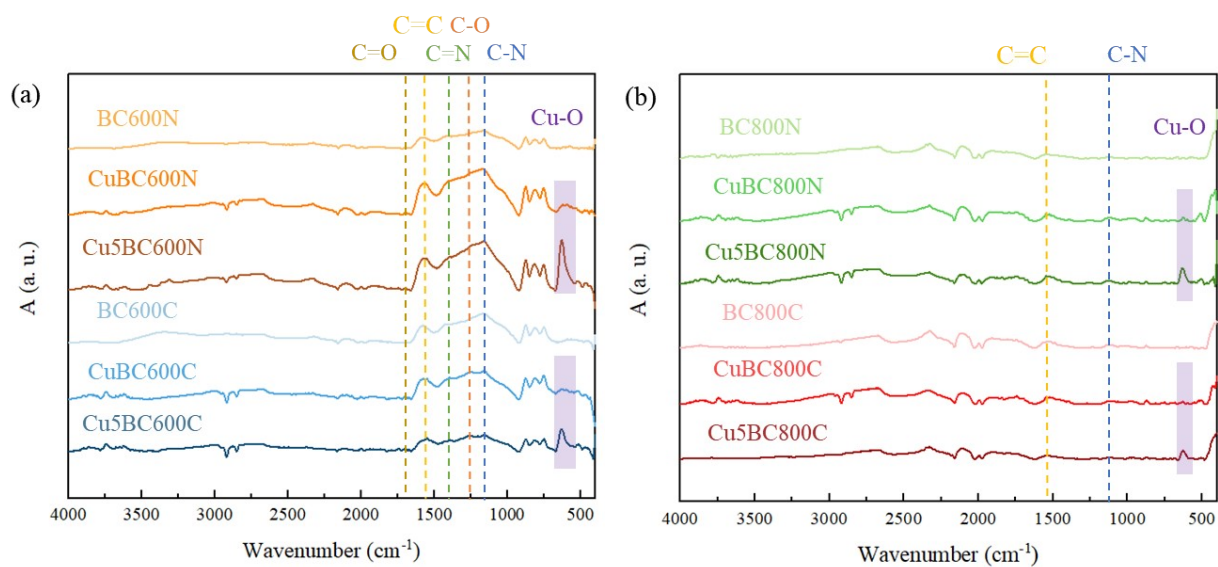 C=C C-O
C=O C=N C-N
(a)
BC600N
Cu-O
CuBC600N
Cu5BC600N
BC600C
CuBC600C
Cu5BC600C
A (a. u.)
4000 3500 3000 2500 2000 1500 1000 500
Wavenumber (cm⁻¹)
C=C C-N
(b)
BC800N
Cu-O
CuBC800N
Cu5BC800N
BC800C
CuBC800C
Cu5BC800C
A (a. u.)
4000 3500 3000 2500 2000 1500 1000 500
Wavenumber (cm⁻¹)